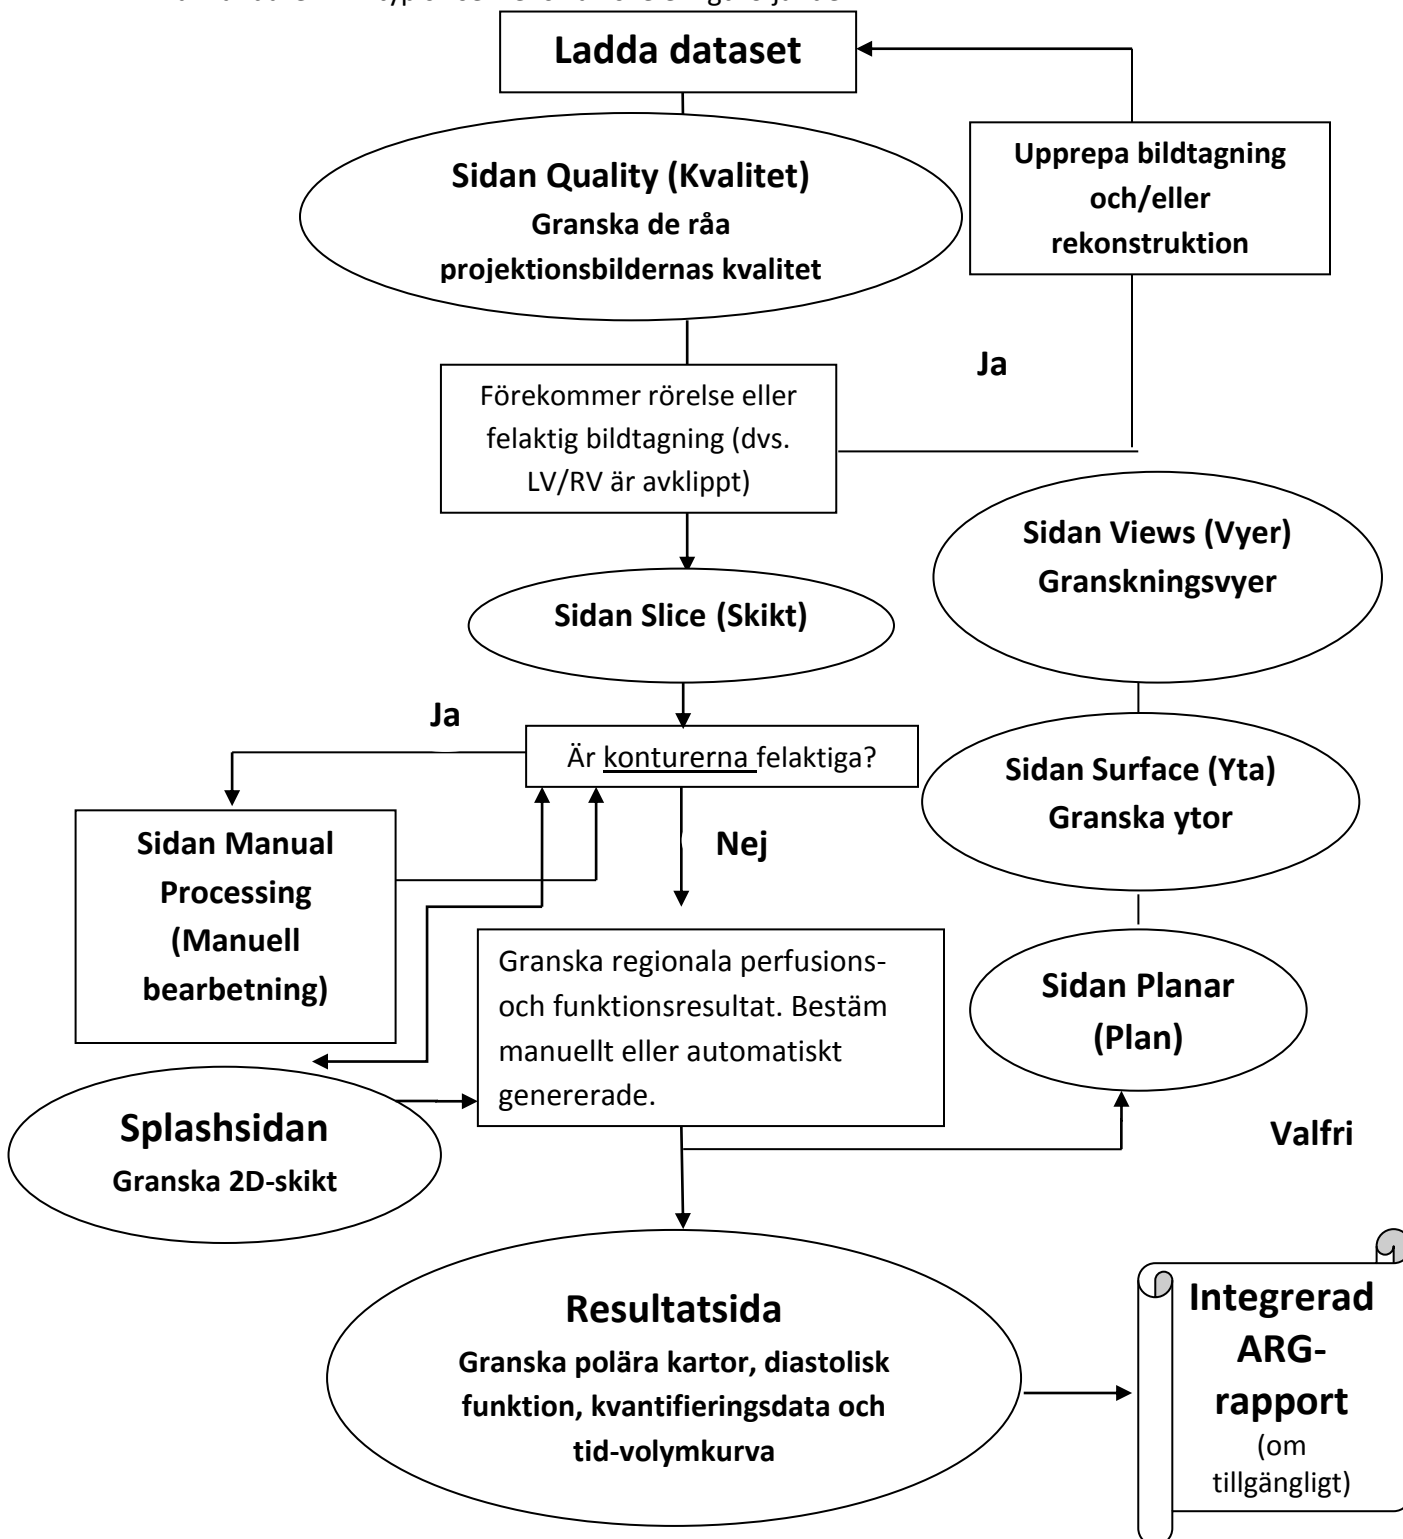 Ladda dataset
Sidan Quality (Kvalitet)
Granska de råa
projektionsbildernas kvalitet
Upprepa bildtagning
och/eller
rekonstruktion
Ja
Förekommer rörelse eller
felaktig bildtagning (dvs.
LV/RV är avklippt)
Sidan Views (Vyer)
Granskningsvyer
Sidan Slice (Skikt)
Ja
Är konturerna felaktiga?
Sidan Surface (Yta)
Granska ytor
Nej
Sidan Manual
Processing
(Manuell
bearbetning)
Granska regionala perfusions-
och funktionsresultat. Bestäm
manuellt eller automatiskt
genererade.
Sidan Planar
(Plan)
Splashsidan
Granska 2D-skikt
Valfri
Resultatsida
Granska polära kartor, diastolisk
funktion, kvantifieringsdata och
tid-volymkurva
Integrerad
ARG-
rapport
(om
tillgängligt)